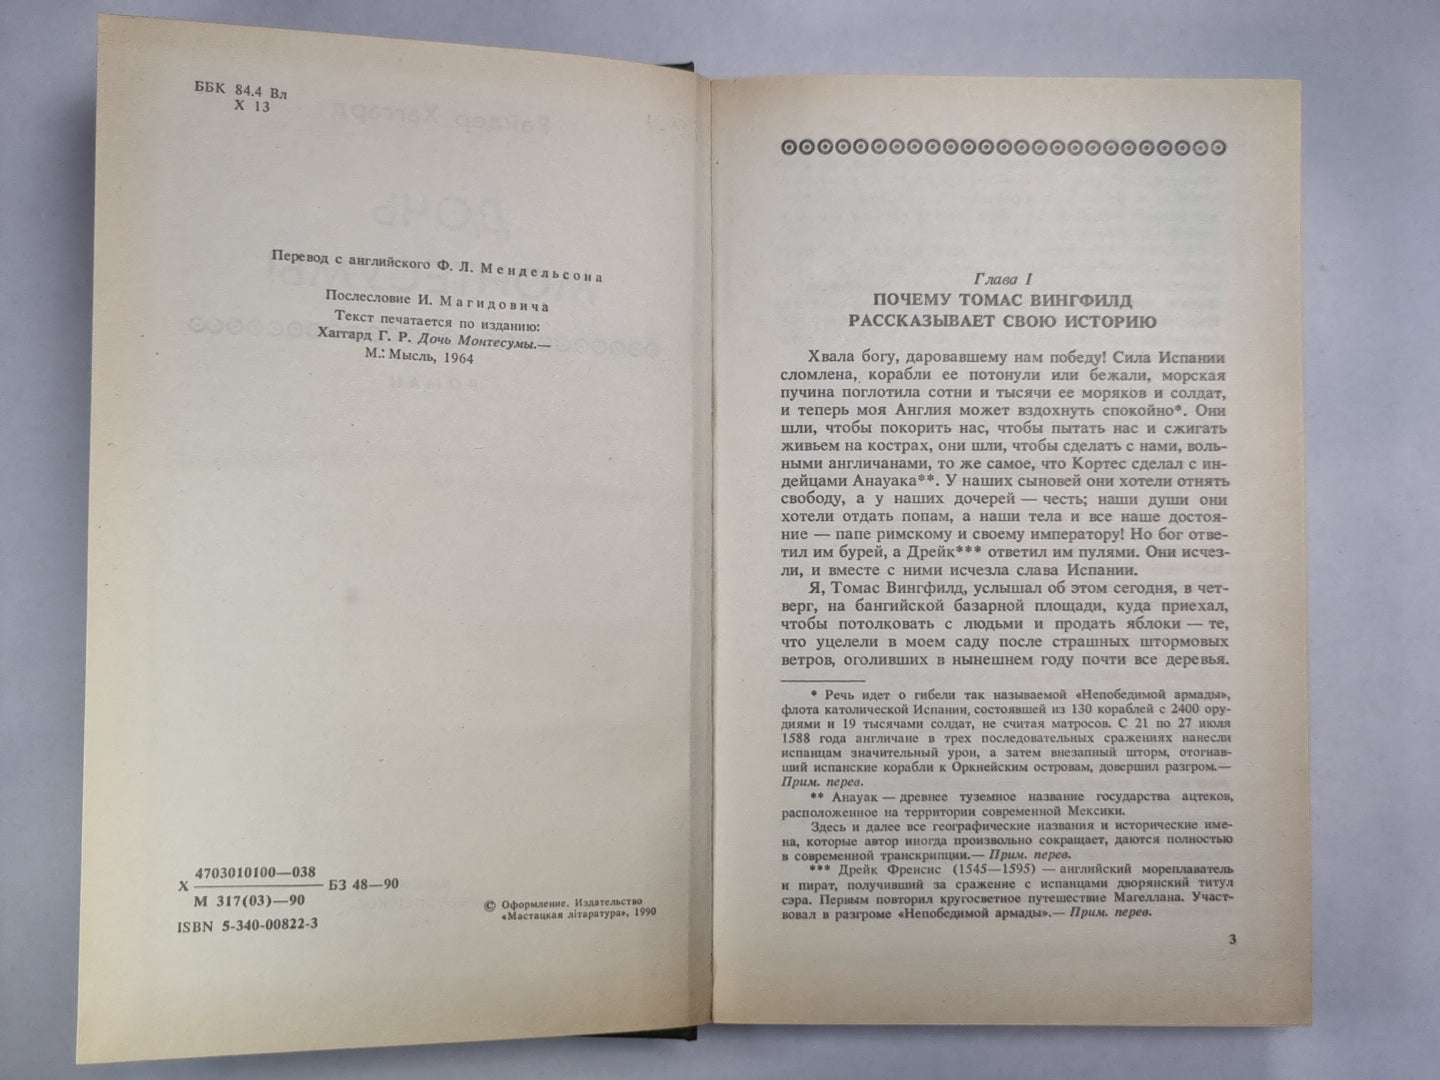 ББК 84.4 Вл
Х 13
Перевод с английского Ф. Л. Мендельсона
Послесловие И. Магидовича
Текст печатается по изданию:
Хаггард Г. Р. Дочь Монтесумы.—
М.: Мысль, 1964
Х 4703010100—038
М 317(03)—90 БЗ 48—90
ISBN 5-340-00822-3
© Оформление. Издательство
«Мастацкая літаратура», 1990
Глава I
ПОЧЕМУ ТОМАС ВИНГФИЛД
РАССКАЗЫВАЕТ СВОЮ ИСТОРИЮ
Хвала богу, даровавшему нам победу! Сила Испании
сломлена, корабли ее потонули или бежали, морская
пучина поглотила сотни и тысячи ее моряков и солдат,
и теперь моя Англия может вздохнуть спокойно*. Они
шли, чтобы покорить нас, чтобы пытать нас и сжигать
живьем на кострах, они шли, чтобы сделать с нами, воль-
ными англичанами, то же самое, что Кортес сделал с ин-
дейцами Анауака**. У наших сыновей они хотели отнять
свободу, а у наших дочерей — честь; наши души они
хотели отдать попам, а наши тела и все наше достоя-
ние — папе римскому и своему императору! Но бог отве-
тил им бурей, а Дрейк*** ответил им пулями. Они исчез-
ли, и вместе с ними исчезла слава Испании.
Я, Томас Вингфилд, услышал об этом сегодня, в чет-
верг, на бангийской базарной площади, куда приехал,
чтобы потолковать с людьми и продать яблоки — те,
что уцелели в моем саду после страшных штормовых
ветров, оголивших в нынешнем году почти все деревья.
* Речь идет о гибели так называемой «Непобедимой армады»,
флота католической Испании, состоявшей из 130 кораблей с 2400 ору-
диями и 19 тысячами солдат, не считая матросов. С 21 по 27 июля
1588 года англичане в трех последовательных сражениях нанесли
испанцам значительный урон, а затем внезапный шторм, отогнав-
ший испанские корабли к Оркнейским островам, довершил разгром.—
Прим. перев.
** Анауак — древнее туземное название государства ацтеков,
расположенное на территории современной Мексики.
Здесь и далее все географические названия и исторические име-
на, которые автор иногда произвольно сокращает, даются полностью
в современной транскрипции.— Прим. перев.
*** Дрейк Френсис (1545—1595) — английский мореплаватель
и пират, получивший за сражение с испанцами дворянский титул
сэра. Первым повторил кругосветное путешествие Магеллана. Участ-
вовал в разгроме «Непобедимой армады».— Прим. перев.
3